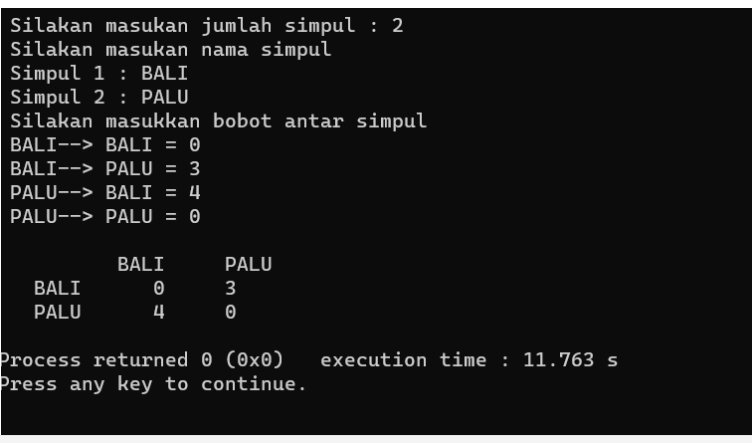 Silakan masukan jumlah simpul : 2
Silakan masukan nama simpul
Simpul 1 : BALI
Simpul 2 : PALU
Silakan masukkan bobot antar simpul
BALI--> BALI = 0
BALI--> PALU = 3
PALU--> BALI = 4
PALU--> PALU = 0
BALI PALU
BALI 0 3
PALU 4 0
Process returned 0 (0x0) execution time : 11.763 s
Press any key to continue.